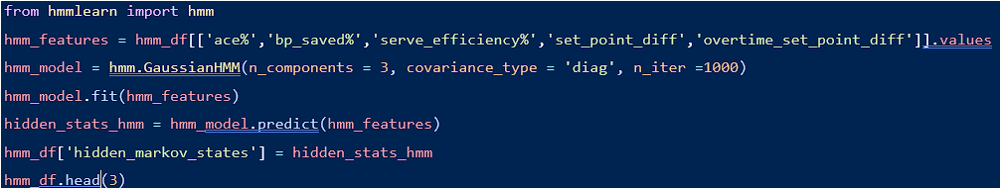 from hmmlearn import hmm
hmm_features = hmm_df[['ace%','bp_saved%','serve_efficiency%','set_point_diff','overtime_set_point_diff']].values
hmm_model = hmm.GaussianHMM(n_components = 3, covariance_type = 'diag', n_iter =1000)
hmm_model.fit(hmm_features)
hidden_stats_hmm = hmm_model.predict(hmm_features)
hmm_df['hidden_markov_states'] = hidden_stats_hmm
hmm_df.head(3)